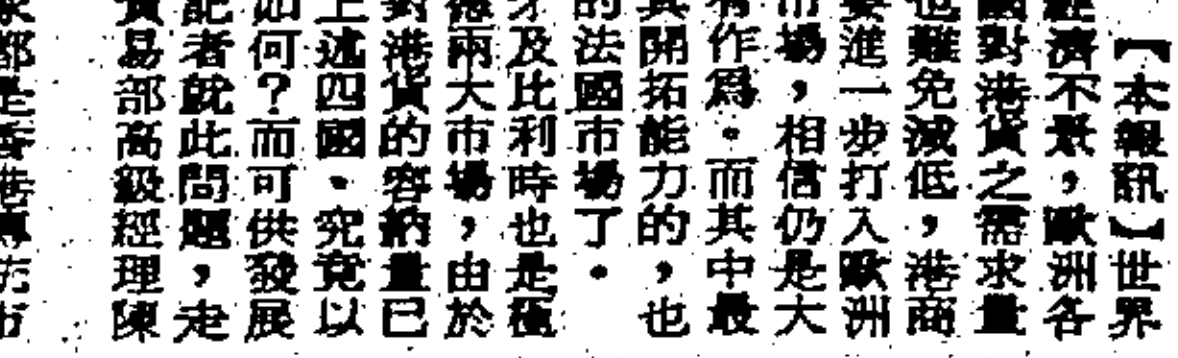 【本報訊】世界
經濟不景，歐洲各
國對港貨之需求量
也難免減低，港商
要進一步打入歐洲
市場，相信仍是大
有作爲。而其中最
其開拓能力的，也
的法國市場了。
牙及比利時也是極
德兩大市場，由於
對港貨的容納量已
上述四國。究竟以
如何？而可供發展
記者就此問題，走
貿易部高級經理陳
都是香港